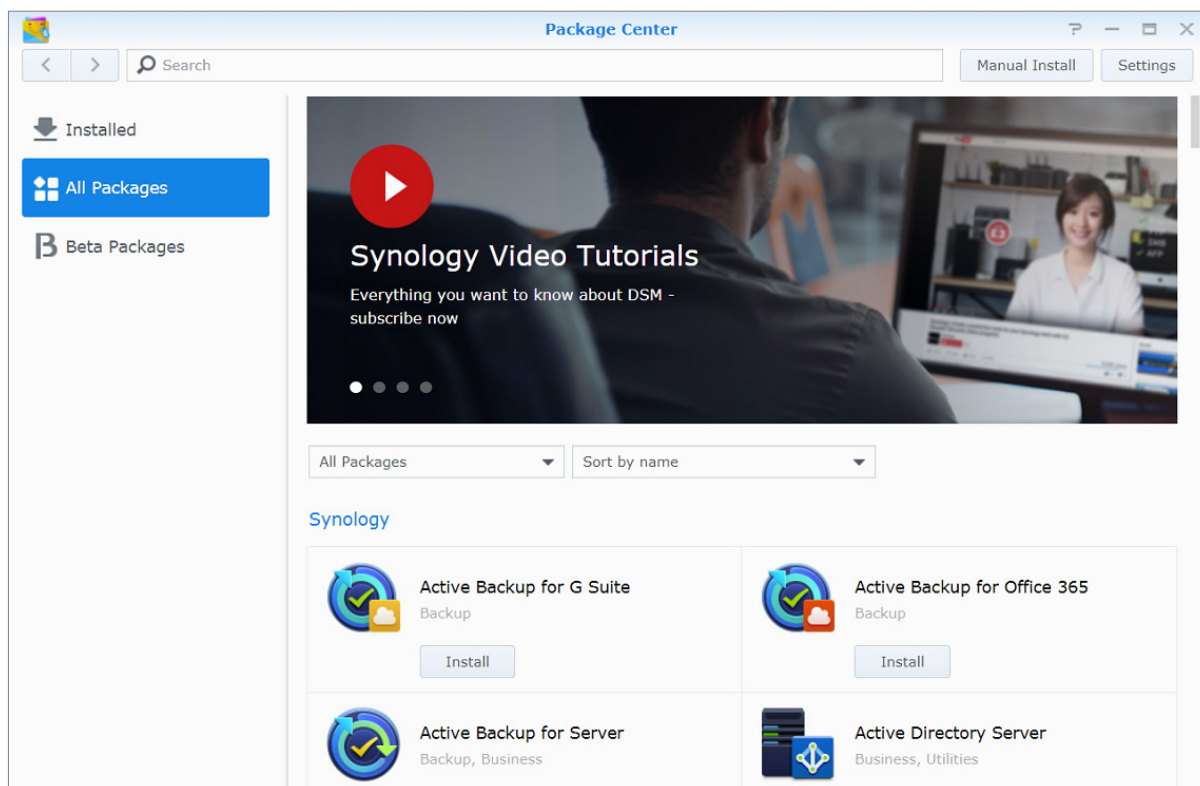 Package Center
Search
Manual Install
Settings
Installed
All Packages
Beta Packages
Synology Video Tutorials
Everything you want to know about DSM -
subscribe now
All Packages
Sort by name
Synology
Active Backup for G Suite
Backup
Install
Active Backup for Office 365
Backup
Install
Active Backup for Server
Backup, Business
Active Directory Server
Business, Utilities